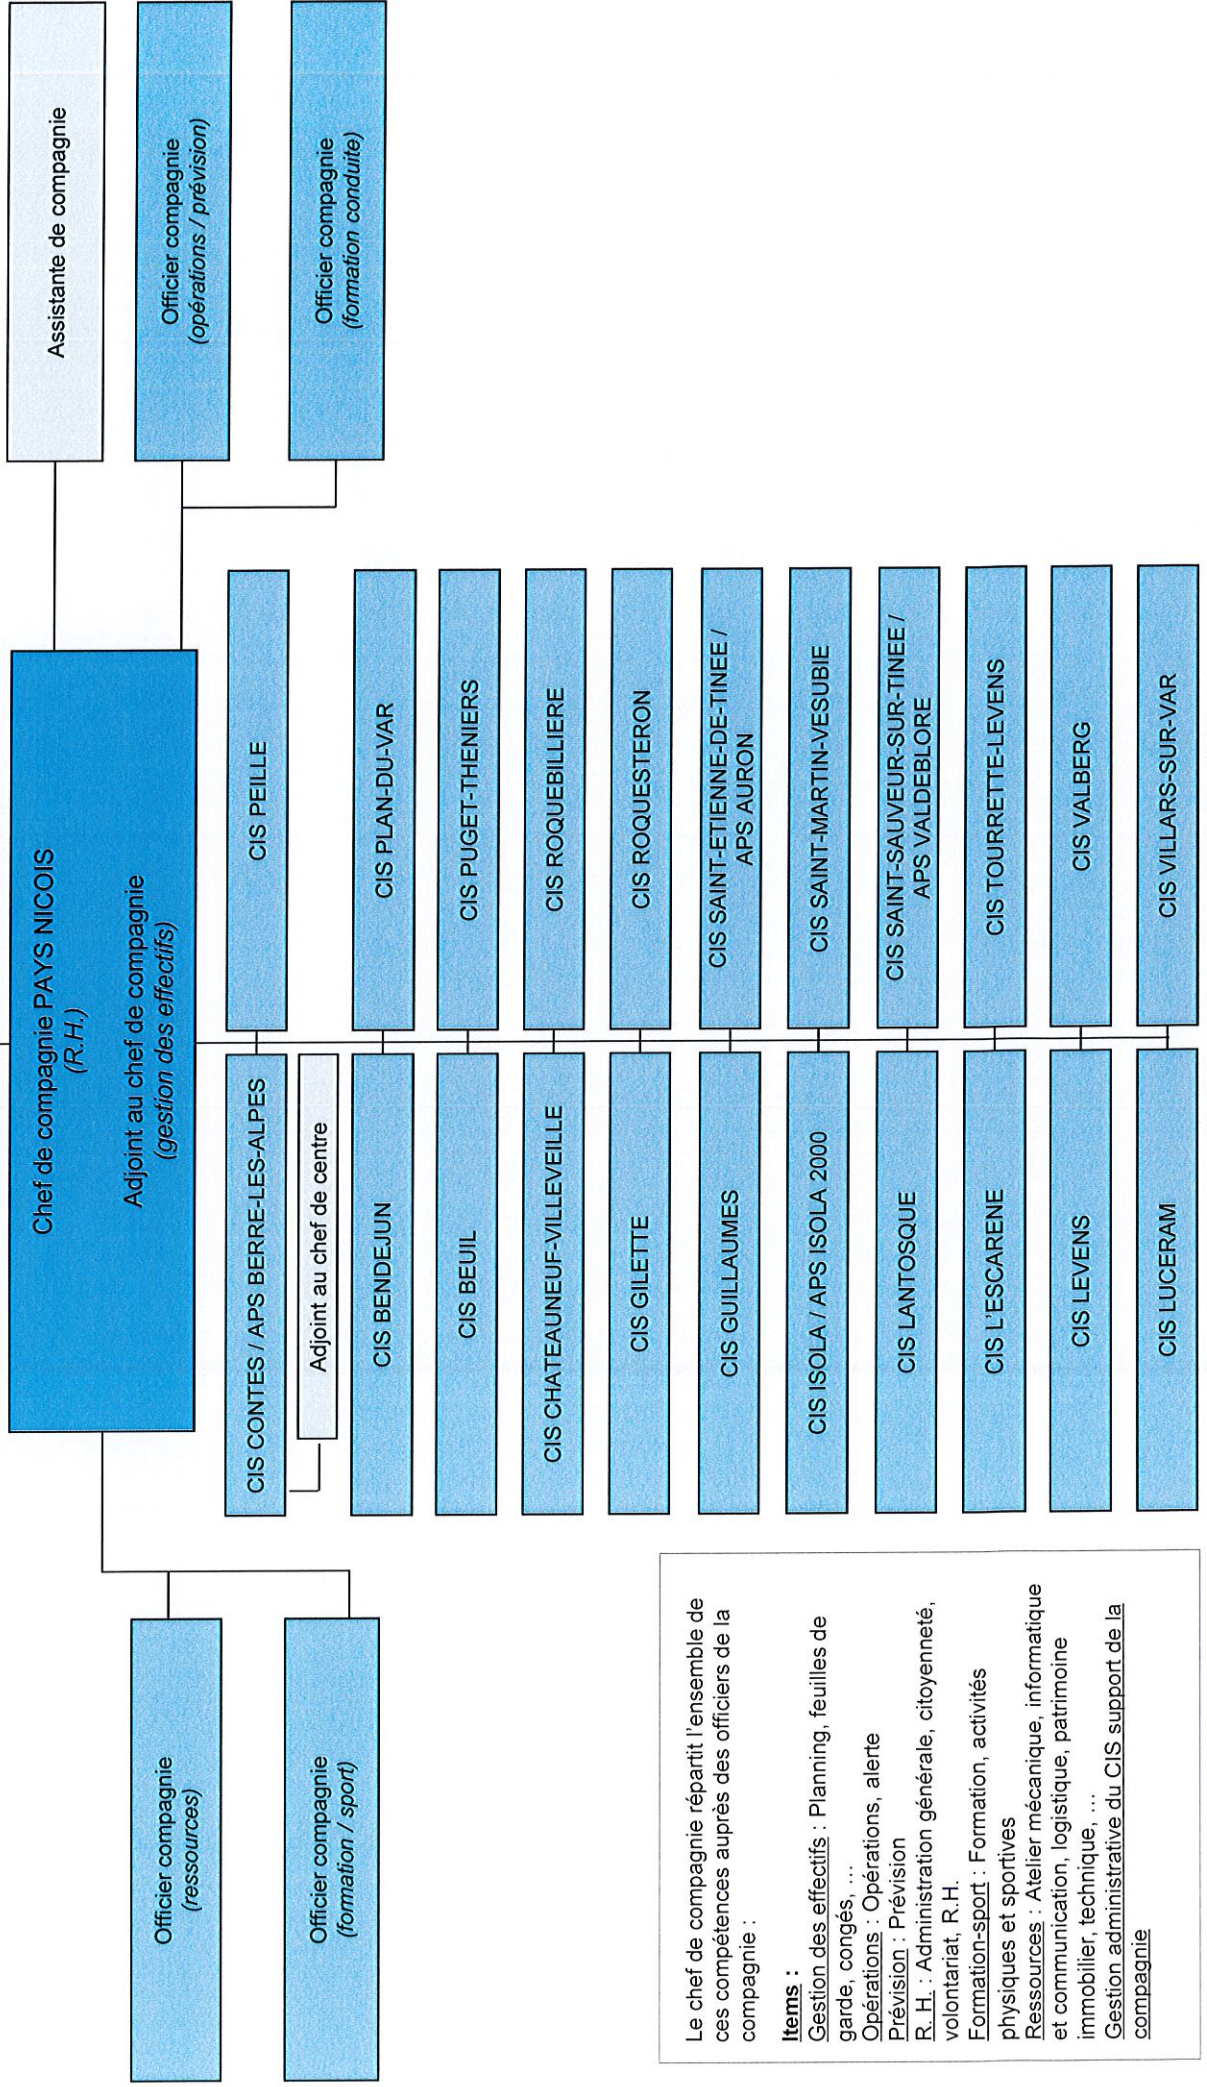 Chef de compagnie PAYS NICOIS
(R.H.)
Adjoint au chef de compagnie
(gestion des effectifs)
Assistante de compagnie
Officier compagnie
(ressources)
Officier compagnie
(opérations / prévision)
Officier compagnie
(formation / sport)
Officier compagnie
(formation conduite)
CIS CONTES / APS BERRE-LES-ALPES
Adjoint au chef de centre
CIS BENDEJUN
CIS BEUIL
CIS CHATEAUNEUF-VILLEVEILLE
CIS GILETTE
CIS GUILLAUMES
CIS ISOLA / APS ISOLA 2000
CIS LANTOSQUE
CIS L'ESCARENE
CIS LEVENS
CIS LUCERAM
CIS PEILLE
CIS PLAN-DU-VAR
CIS PUGET-THENIERS
CIS ROQUEBILLIERE
CIS ROQUESTERON
CIS SAINT-ETIENNE-DE-TINEE /
APS AURON
CIS SAINT-MARTIN-VESUBIE
CIS SAINT-SAUVEUR-SUR-TINEE /
APS VALDEBLORE
CIS TOURRETTE-LEVENS
CIS VALBERG
CIS VILLARS-SUR-VAR
Le chef de compagnie répartit l'ensemble de
ces compétences auprès des officiers de la
compagnie :
Items :
Gestion des effectifs : Planning, feuilles de
garde, congés, …
Opérations : Opérations, alerte
Prévision : Prévision
R. H. : Administration générale, citoyenneté,
volontariat, R.H.
Formation-sport : Formation, activités
physiques et sportives
Ressources : Atelier mécanique, informatique
et communication, logistique, patrimoine
immobilier, technique, …
Gestion administrative du CIS support de la
compagnie